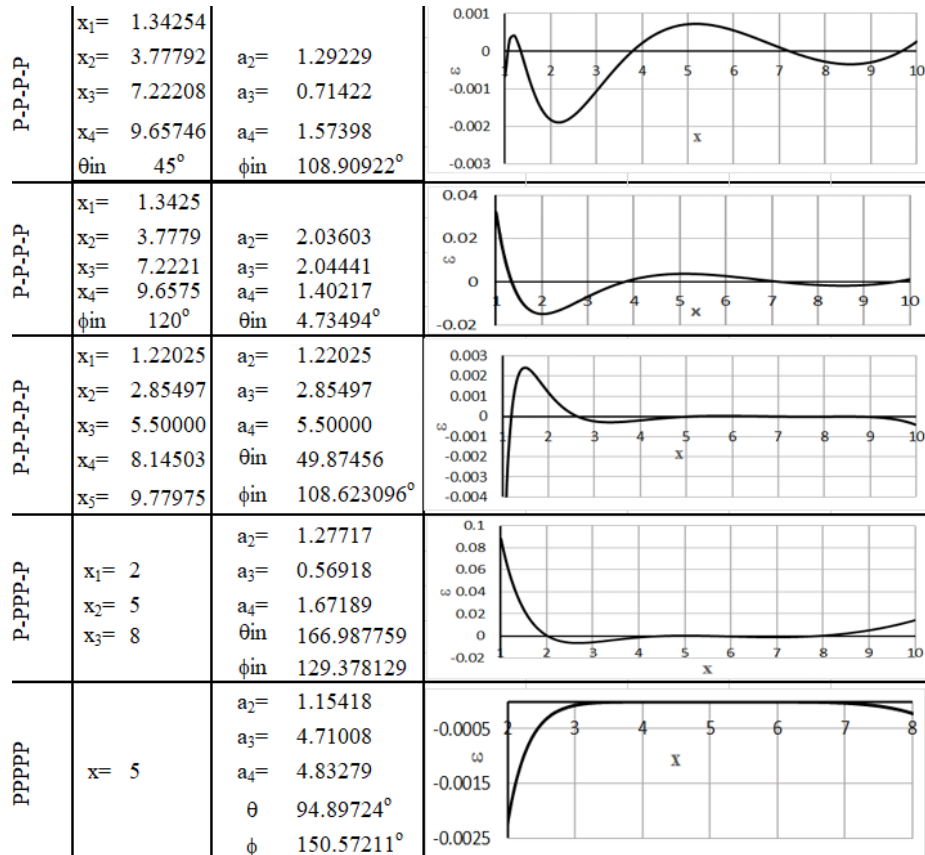 P-P-P-P
x₁= 1.34254
x₂= 3.77792 a₂= 1.29229
x₃= 7.22208 a₃= 0.71422
x₄= 9.65746 a₄= 1.57398
θin 45° ϕin 108.90922°
0.001
0
-0.001
-0.002
-0.003
ε
1 2 3 4 5 6 7 8 9 10
x
P-P-P-P
x₁= 1.3425
x₂= 3.7779 a₂= 2.03603
x₃= 7.2221 a₃= 2.04441
x₄= 9.6575 a₄= 1.40217
ϕin 120° θin 4.73494°
0.04
0.02
0
-0.02
ε
1 2 3 4 5 6 7 8 9 10
x
P-P-P-P-P
x₁= 1.22025 a₂= 1.22025
x₂= 2.85497 a₃= 2.85497
x₃= 5.50000 a₄= 5.50000
x₄= 8.14503 θin 49.87456
x₅= 9.77975 ϕin 108.623096°
0.003
0.002
0.001
0
-0.001
-0.002
-0.003
-0.004
ε
1 2 3 4 5 6 7 8 9 10
x
P-PPP-P
a₂= 1.27717
x₁= 2 a₃= 0.56918
x₂= 5 a₄= 1.67189
x₃= 8 θin 166.987759
ϕin 129.378129
0.1
0.08
0.06
0.04
0.02
0
-0.02
ε
1 2 3 4 5 6 7 8 9 10
x
PPPPP
a₂= 1.15418
a₃= 4.71008
x= 5 a₄= 4.83279
θ 94.89724°
ϕ 150.57211°
-0.0005
-0.0015
-0.0025
ε
2 3 4 5 6 7 8
x